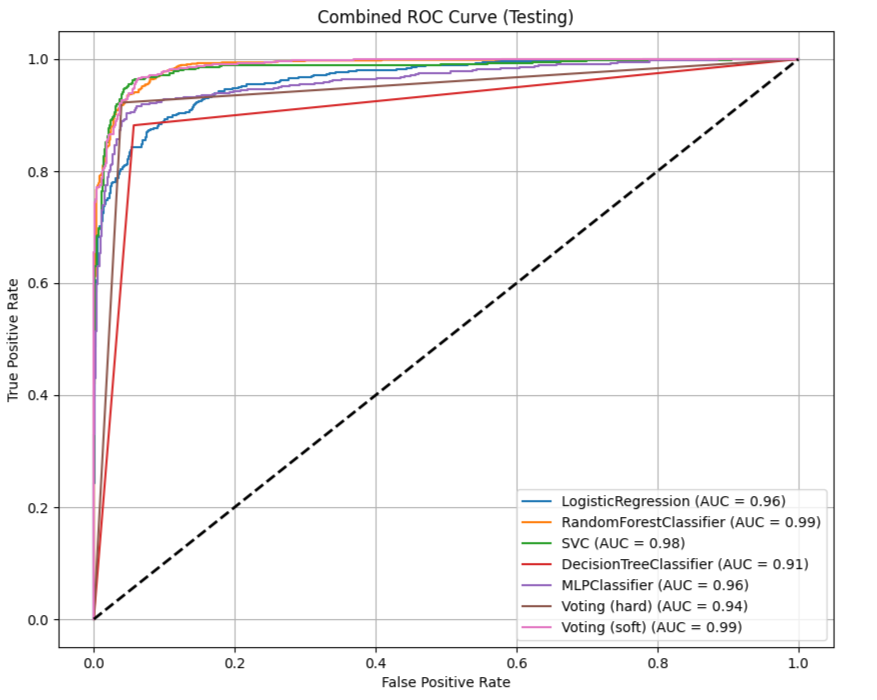 Combined ROC Curve (Testing)
True Positive Rate
1.0
0.8
0.6
0.4
0.2
0.0
LogisticRegression (AUC = 0.96)
RandomForestClassifier (AUC = 0.99)
SVC (AUC = 0.98)
DecisionTreeClassifier (AUC = 0.91)
MLPClassifier (AUC = 0.96)
Voting (hard) (AUC = 0.94)
Voting (soft) (AUC = 0.99)
0.0 0.2 0.4 0.6 0.8 1.0
False Positive Rate